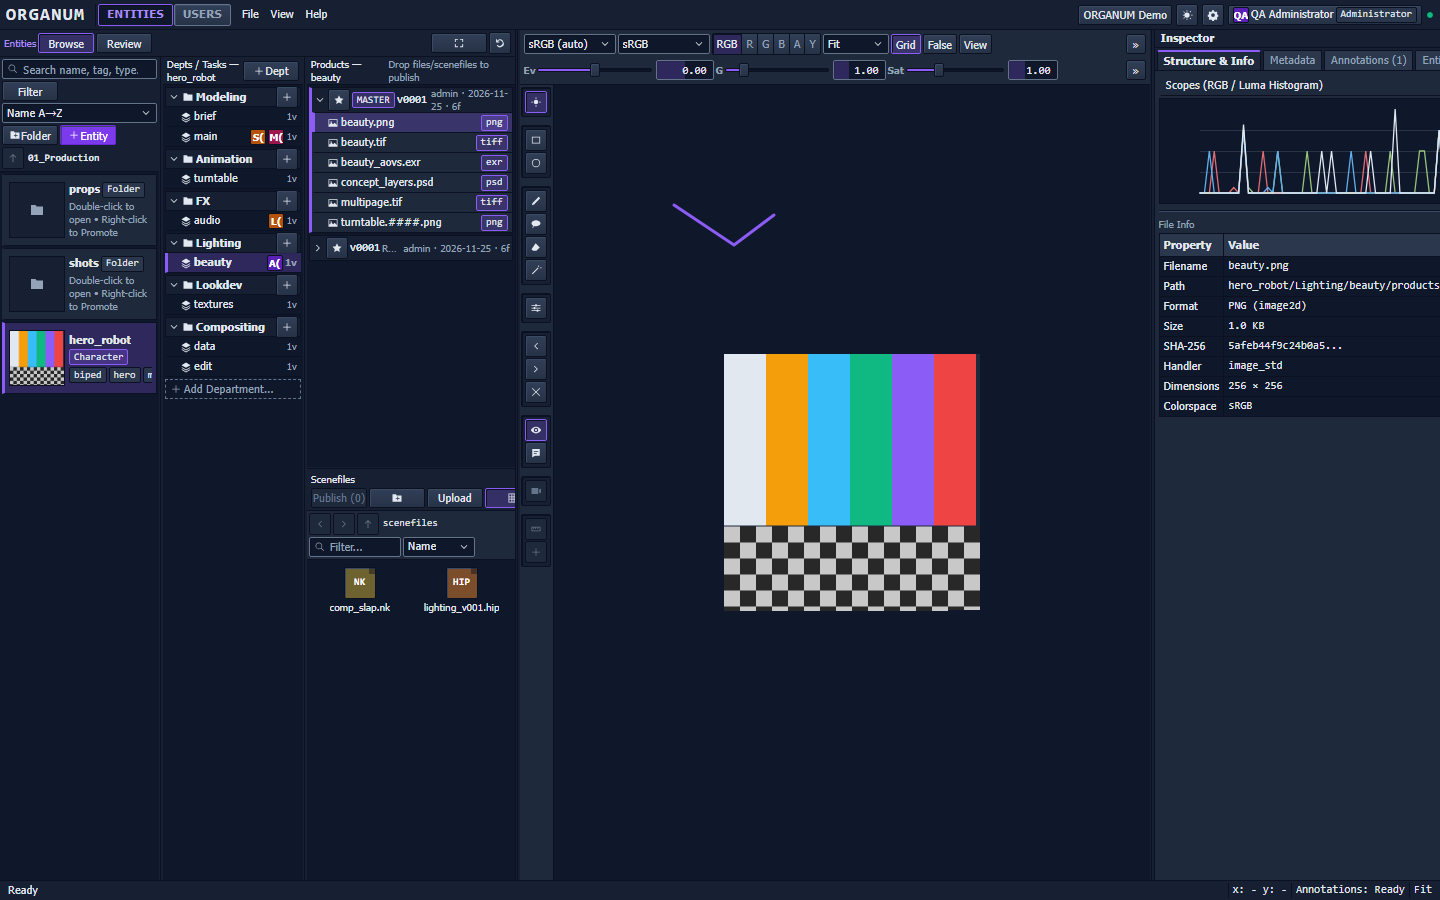 ORGANUM ENTITIES USERS File View Help ORGANUM Demo QA QA Administrator Administrator
Entities Browse Review
Search name, tag, type.
Filter
Name A→Z
Folder + Entity
01_Production
props Folder
Double-click to
open • Right-click
to Promote
shots Folder
Double-click to
open • Right-click
to Promote
hero_robot
Character
biped hero
Depts / Tasks —
hero_robot
+ Dept
Modeling
brief 1v
main S( M( 1v
Animation
turntable 1v
FX
audio L( 1v
Lighting
beauty A( 1v
Lookdev
textures 1v
Compositing
data 1v
edit 1v
+ Add Department...
Products —
beauty
Drop files/scenefiles to
publish
MASTER v0001 admin · 2026-11-
25 · 6f
beauty.png png
beauty.tif tiff
beauty_aovs.exr exr
concept_layers.psd psd
multipage.tif tiff
turntable.####.png png
v0001 R... admin · 2026-11-25 · 6f
Scenefiles
Publish (0) Upload
scenefiles
Filter... Name
NK HIP
comp_slap.nk lighting_v001.hip
sRGB (auto) sRGB RGB R G B A Y Fit Grid False View »
Ev 0.00 G 1.00 Sat 1.00 »
Inspector
Structure & Info Metadata Annotations (1) Enti
Scopes (RGB / Luma Histogram)
File Info
Property Value
Filename beauty.png
Path hero_robot/Lighting/beauty/products
Format PNG (image2d)
Size 1.0 KB
SHA-256 5afeb44f9c24b0a5...
Handler image_std
Dimensions 256 × 256
Colorspace sRGB
Ready x: - y: - Annotations: Ready Fit